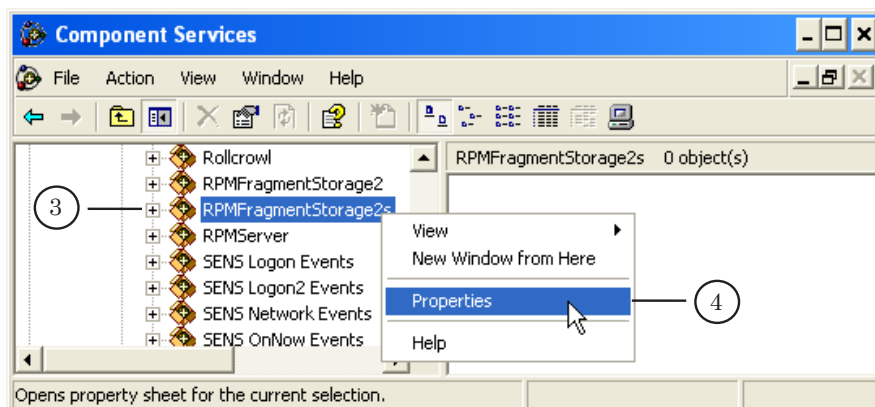 Component Services
File Action View Window Help
Rollcrowl
RPMFragmentStorage2
RPMFragmentStorage2s
RPMServer
SENS Logon Events
SENS Logon2 Events
SENS Network Events
SENS OnNow Events
RPMFragmentStorage2s 0 object(s)
3
View
New Window from Here
Properties
Help
4
Opens property sheet for the current selection.